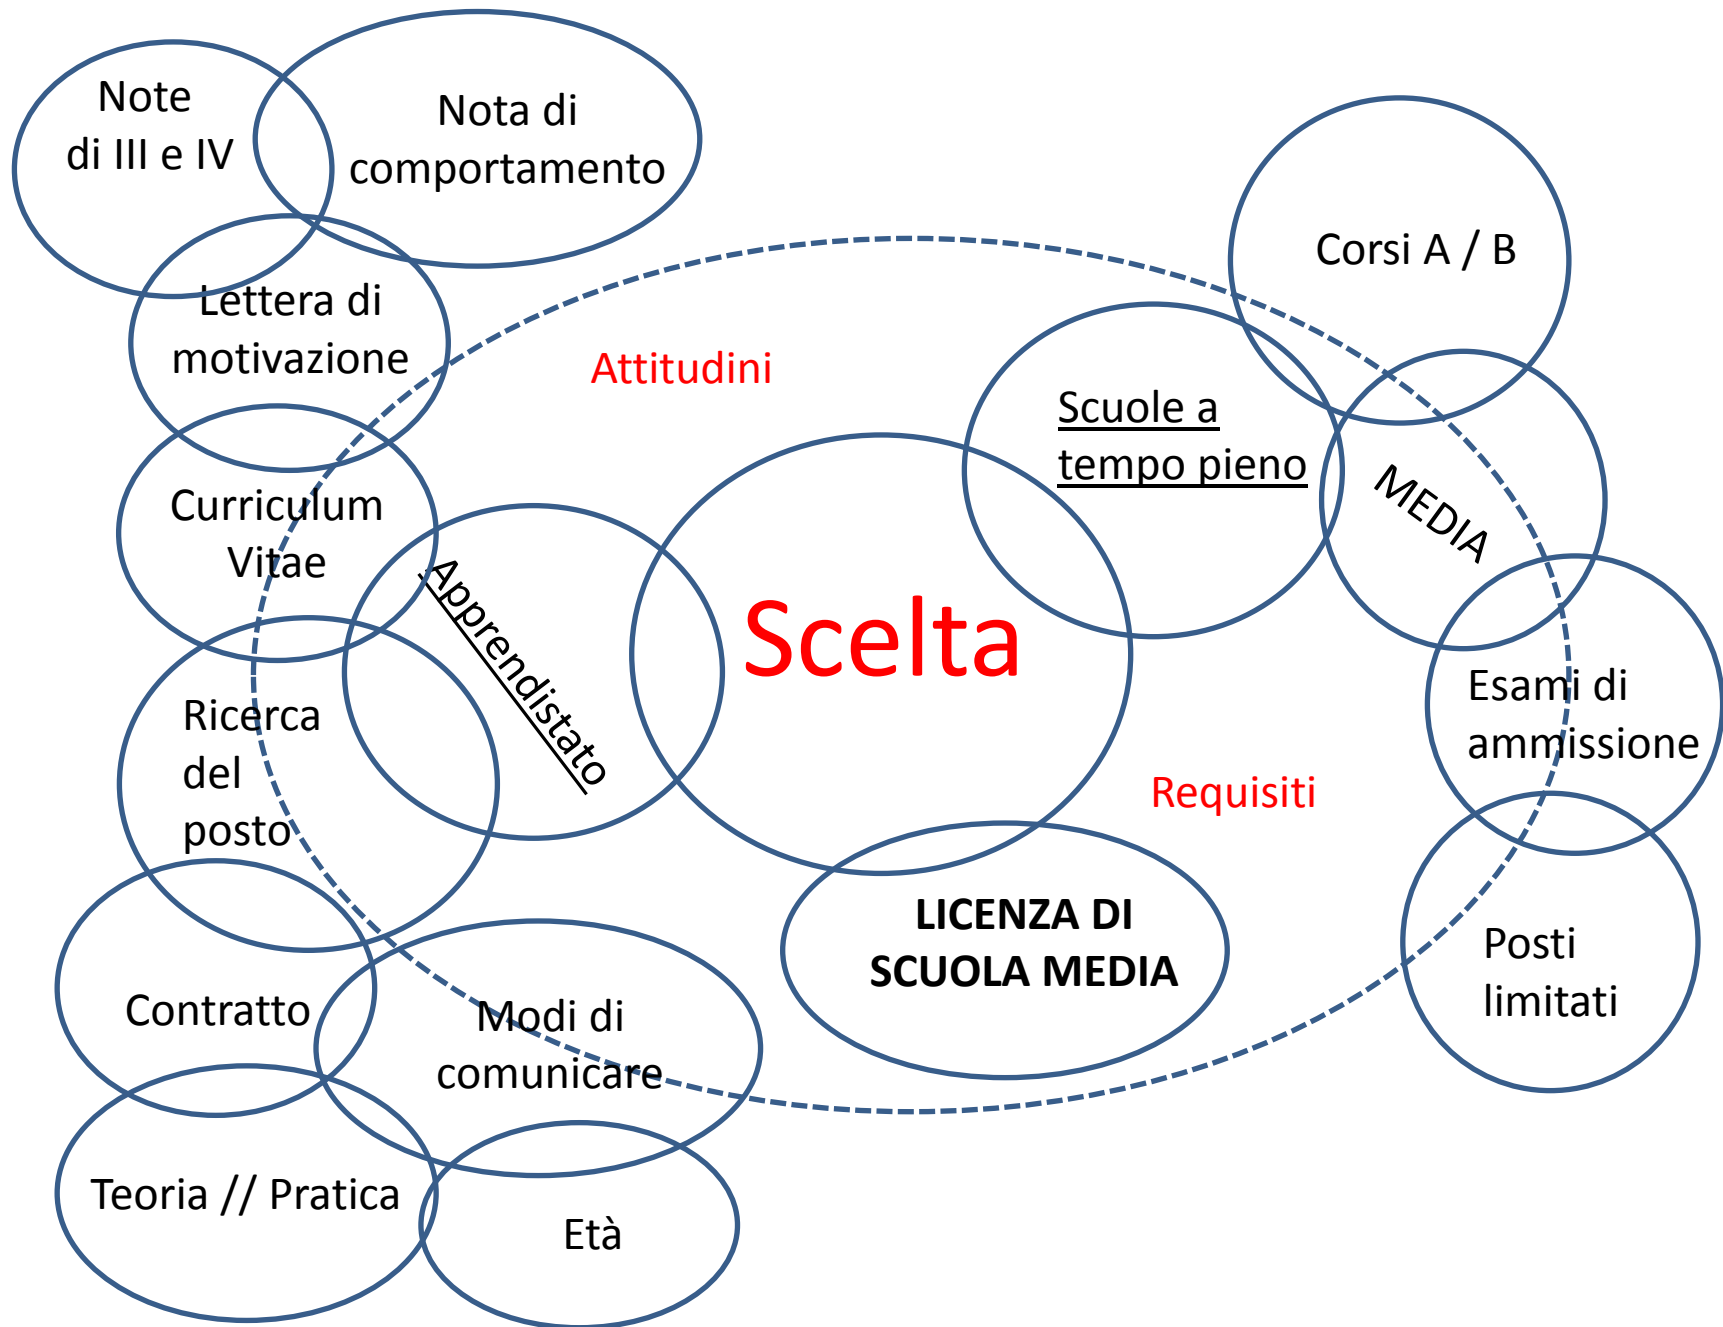 Note
di III e IV
Nota di
comportamento
Lettera di
motivazione
Curriculum
Vitae
Ricerca
del
posto
Contratto
Modi di
comunicare
Teoria // Pratica
Età
Attitudini
Apprendistato
Scelta
Scuole a
tempo pieno
Corsi A / B
MEDIA
Esami di
ammissione
Posti
limitati
Requisiti
LICENZA DI
SCUOLA MEDIA